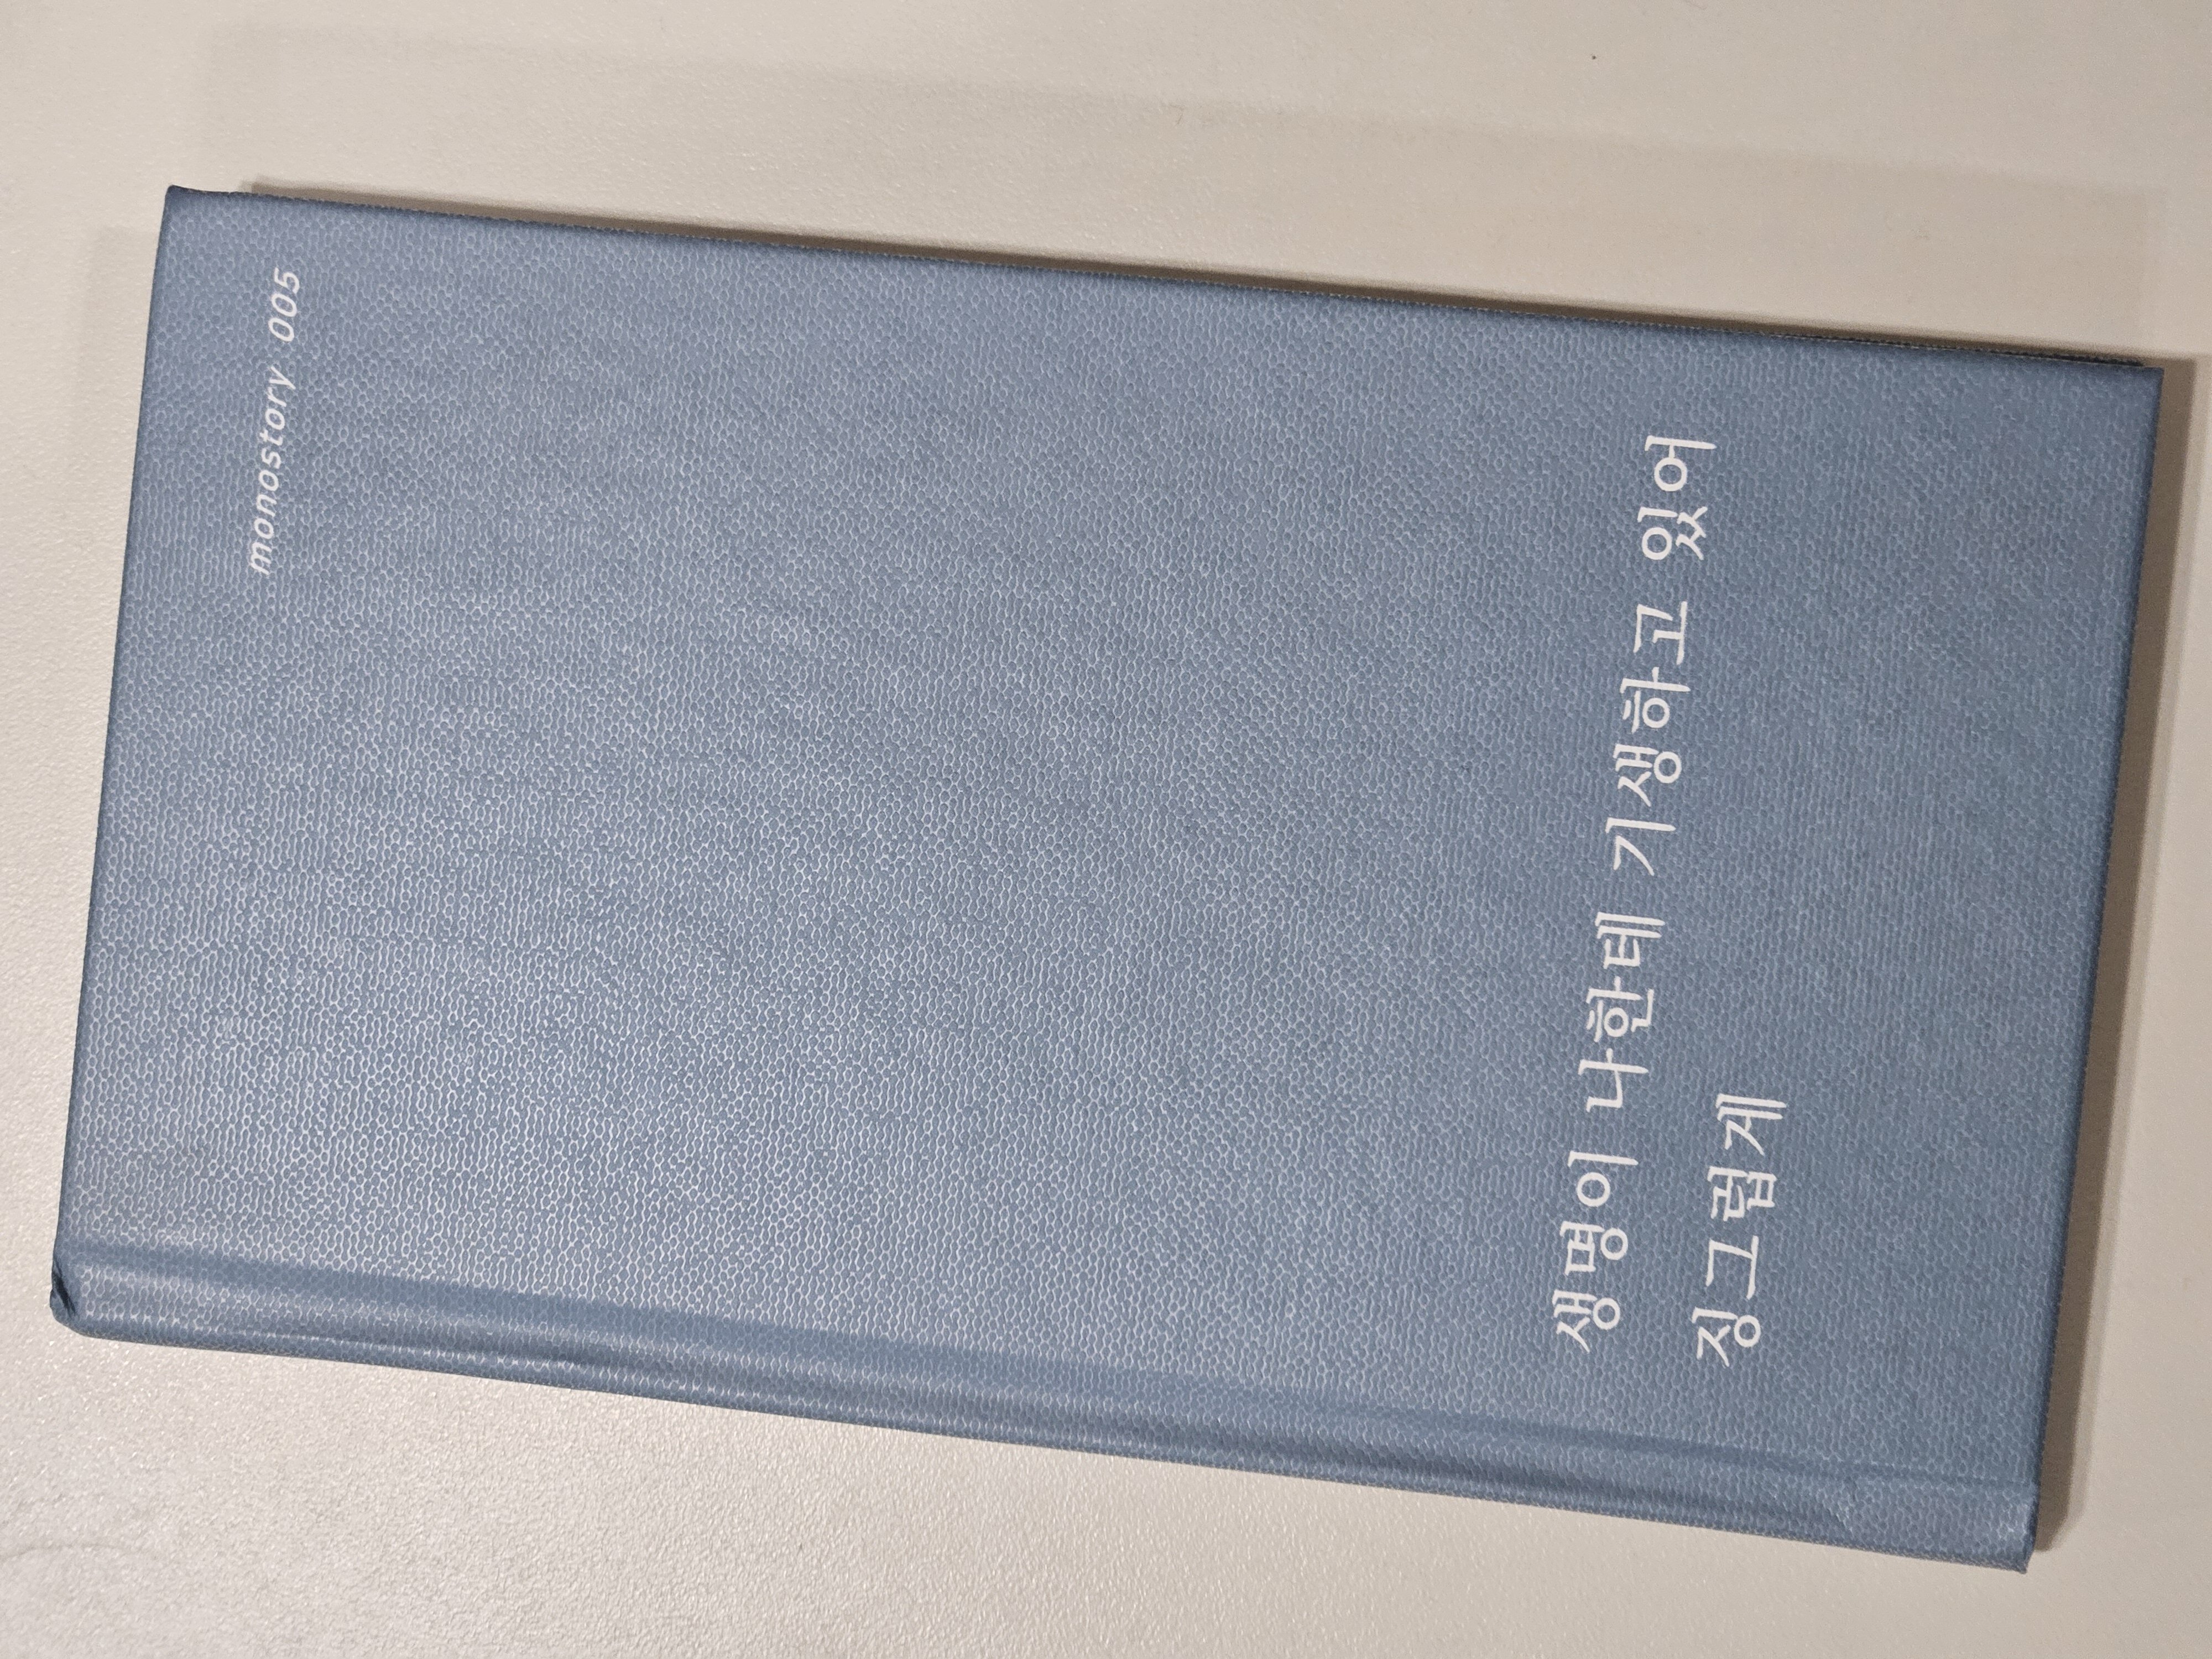 monostory 005
생명이 나한테 기생하고 있어
징그럽게